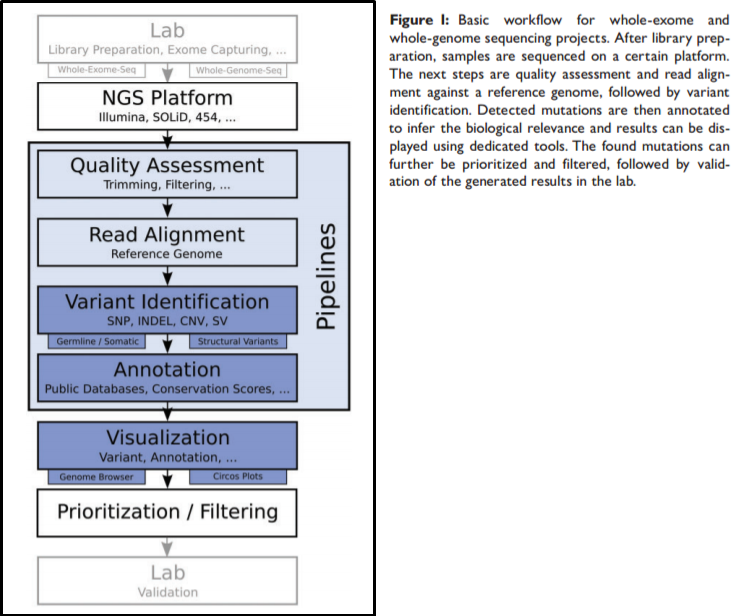 Lab
Library Preparation, Exome Capturing, ...
Whole-Exome-Seq
Whole-Genome-Seq
NGS Platform
Illumina, SOLiD, 454, ...
Quality Assessment
Trimming, Filtering, ...
Read Alignment
Reference Genome
Variant Identification
SNP, INDEL, CNV, SV
Germline / Somatic
Structural Variants
Annotation
Public Databases, Conservation Scores, ...
Pipelines
Visualization
Variant, Annotation, ...
Genome Browser
Circos Plots
Prioritization / Filtering
Lab
Validation
Figure 1: Basic workflow for whole-exome and
whole-genome sequencing projects. After library prep-
aration, samples are sequenced on a certain platform.
The next steps are quality assessment and read align-
ment against a reference genome, followed by variant
identification. Detected mutations are then annotated
to infer the biological relevance and results can be dis-
played using dedicated tools. The found mutations can
further be prioritized and filtered, followed by valid-
ation of the generated results in the lab.